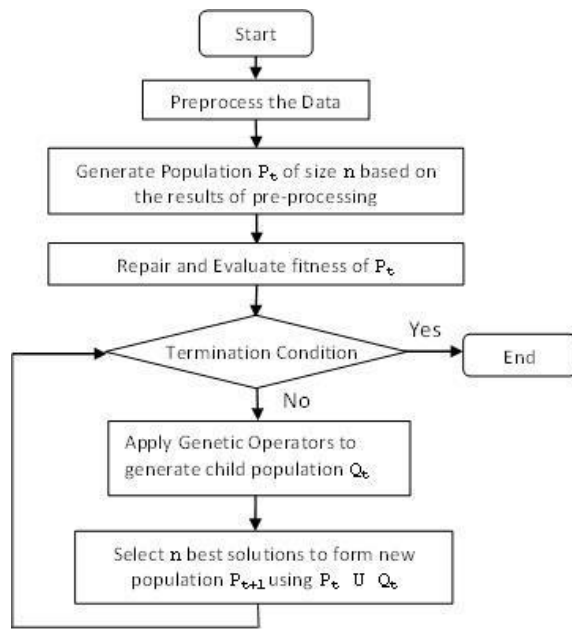 Start
Preprocess the Data
Generate Population Pt of size n based on
the results of pre-processing
Repair and Evaluate fitness of Pt
Termination Condition
Yes
End
No
Apply Genetic Operators to
generate child population Qt
Select n best solutions to form new
population Pt+1 using Pt U Qt